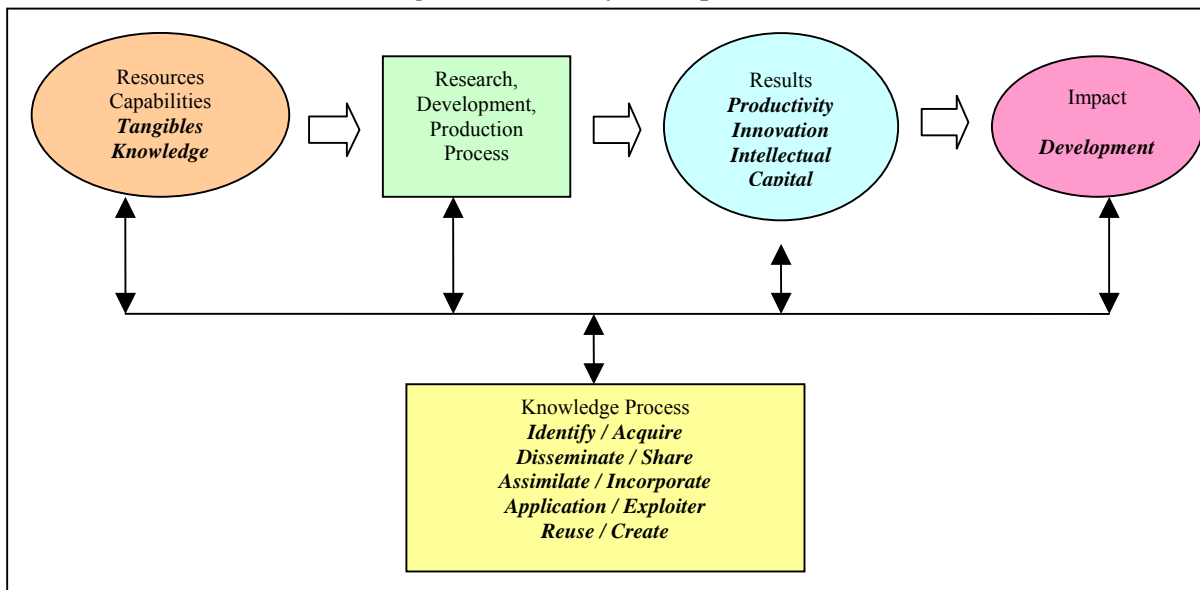 Resources
Capabilities
Tangibles
Knowledge
Research,
Development,
Production
Process
Results
Productivity
Innovation
Intellectual
Capital
Impact
Development
Knowledge Process
Identify / Acquire
Disseminate / Share
Assimilate / Incorporate
Application / Exploiter
Reuse / Create